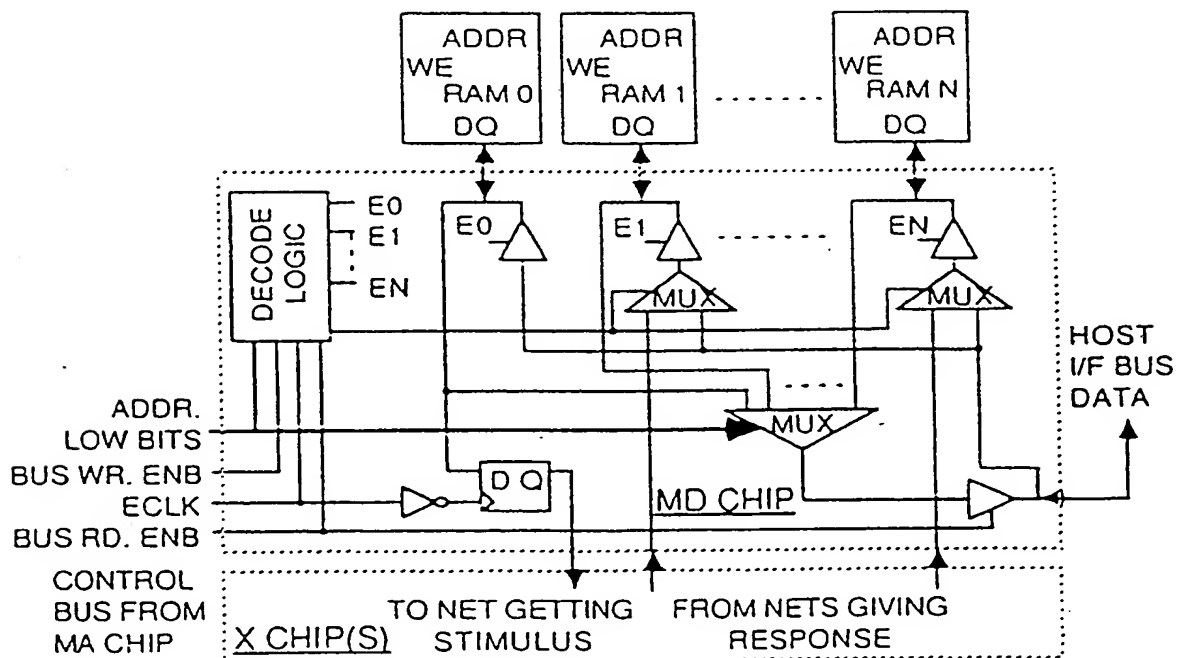 ADDR
WE
RAM 0
DQ
ADDR
WE
RAM 1
DQ
ADDR
WE
RAM N
DQ
DECODE
LOGIC
E0
E1
EN
E0
E1
EN
MUX
MUX
MUX
HOST
I/F BUS
DATA
ADDR.
LOW BITS
BUS WR. ENB
ECLK
BUS RD. ENB
D Q
MD CHIP
CONTROL
BUS FROM
MA CHIP
X CHIP(S)
TO NET GETTING
STIMULUS
FROM NETS GIVING
RESPONSE